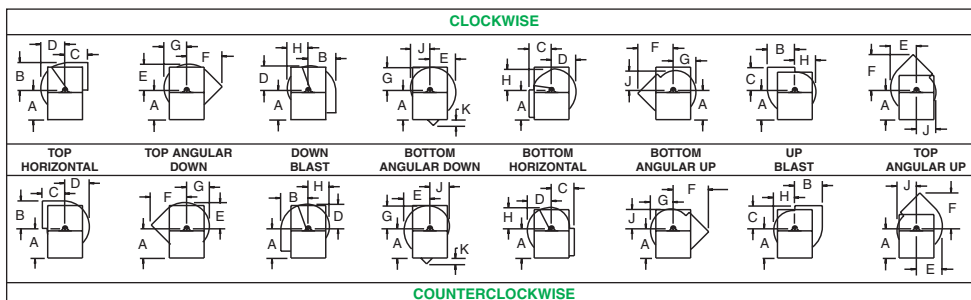 CLOCKWISE
D C B A
G F E A
H B D A
J E G A K
C D H A
F G J A
B H C A
E F A J
TOP HORIZONTAL
TOP ANGULAR DOWN
DOWN BLAST
BOTTOM ANGULAR DOWN
BOTTOM HORIZONTAL
BOTTOM ANGULAR UP
UP BLAST
TOP ANGULAR UP
D C B A
G F E A
H B D A
J E G A K
C D H A
F G J A
B H C A
J F A E
COUNTERCLOCKWISE